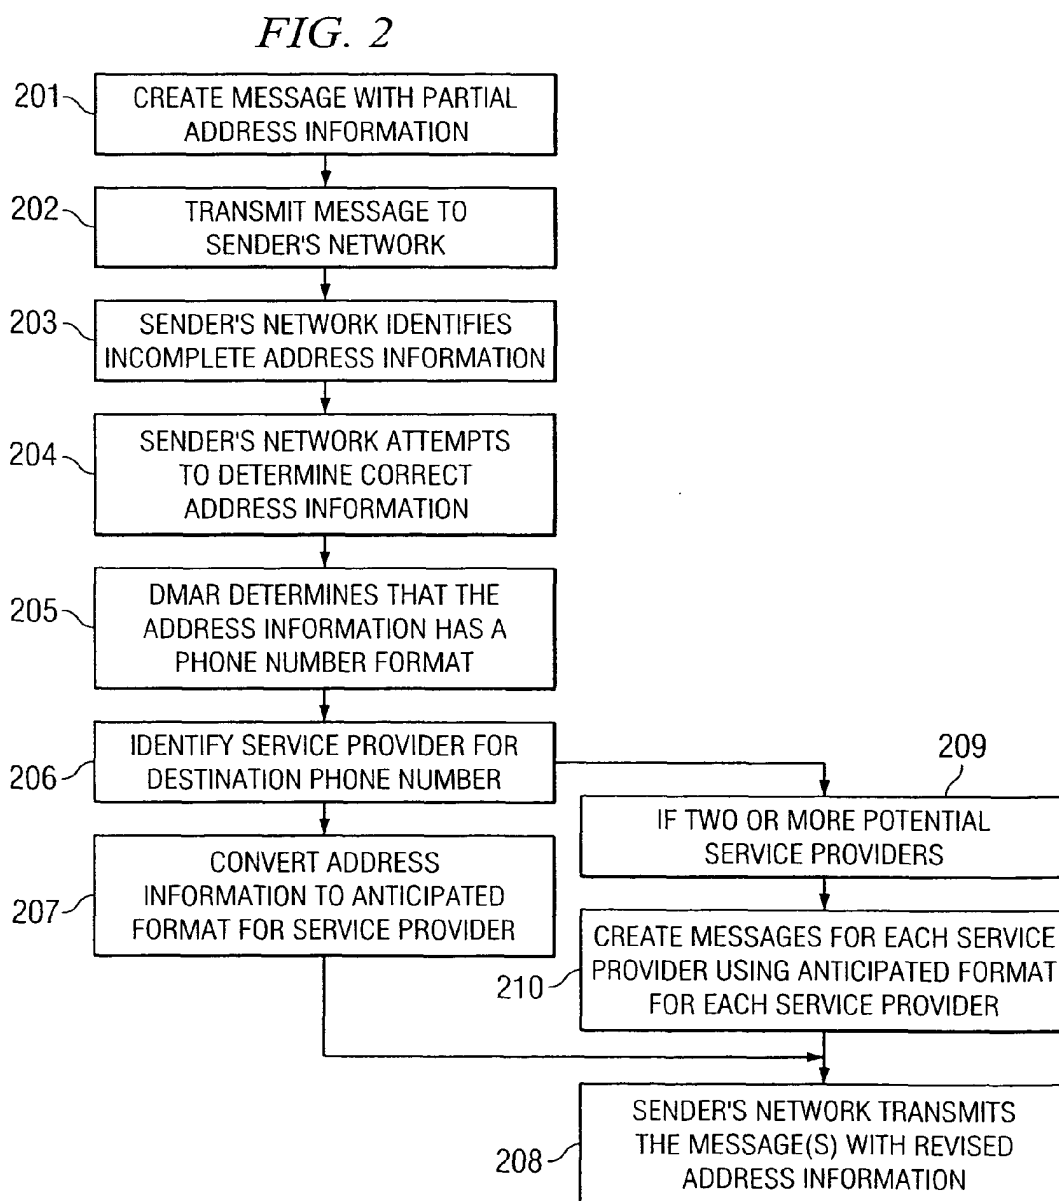 FIG. 2
201
CREATE MESSAGE WITH PARTIAL
ADDRESS INFORMATION
202
TRANSMIT MESSAGE TO
SENDER'S NETWORK
203
SENDER'S NETWORK IDENTIFIES
INCOMPLETE ADDRESS INFORMATION
204
SENDER'S NETWORK ATTEMPTS
TO DETERMINE CORRECT
ADDRESS INFORMATION
205
DMAR DETERMINES THAT THE
ADDRESS INFORMATION HAS A
PHONE NUMBER FORMAT
206
IDENTIFY SERVICE PROVIDER FOR
DESTINATION PHONE NUMBER
207
CONVERT ADDRESS
INFORMATION TO ANTICIPATED
FORMAT FOR SERVICE PROVIDER
209
IF TWO OR MORE POTENTIAL
SERVICE PROVIDERS
210
CREATE MESSAGES FOR EACH SERVICE
PROVIDER USING ANTICIPATED FORMAT
FOR EACH SERVICE PROVIDER
208
SENDER'S NETWORK TRANSMITS
THE MESSAGE(S) WITH REVISED
ADDRESS INFORMATION